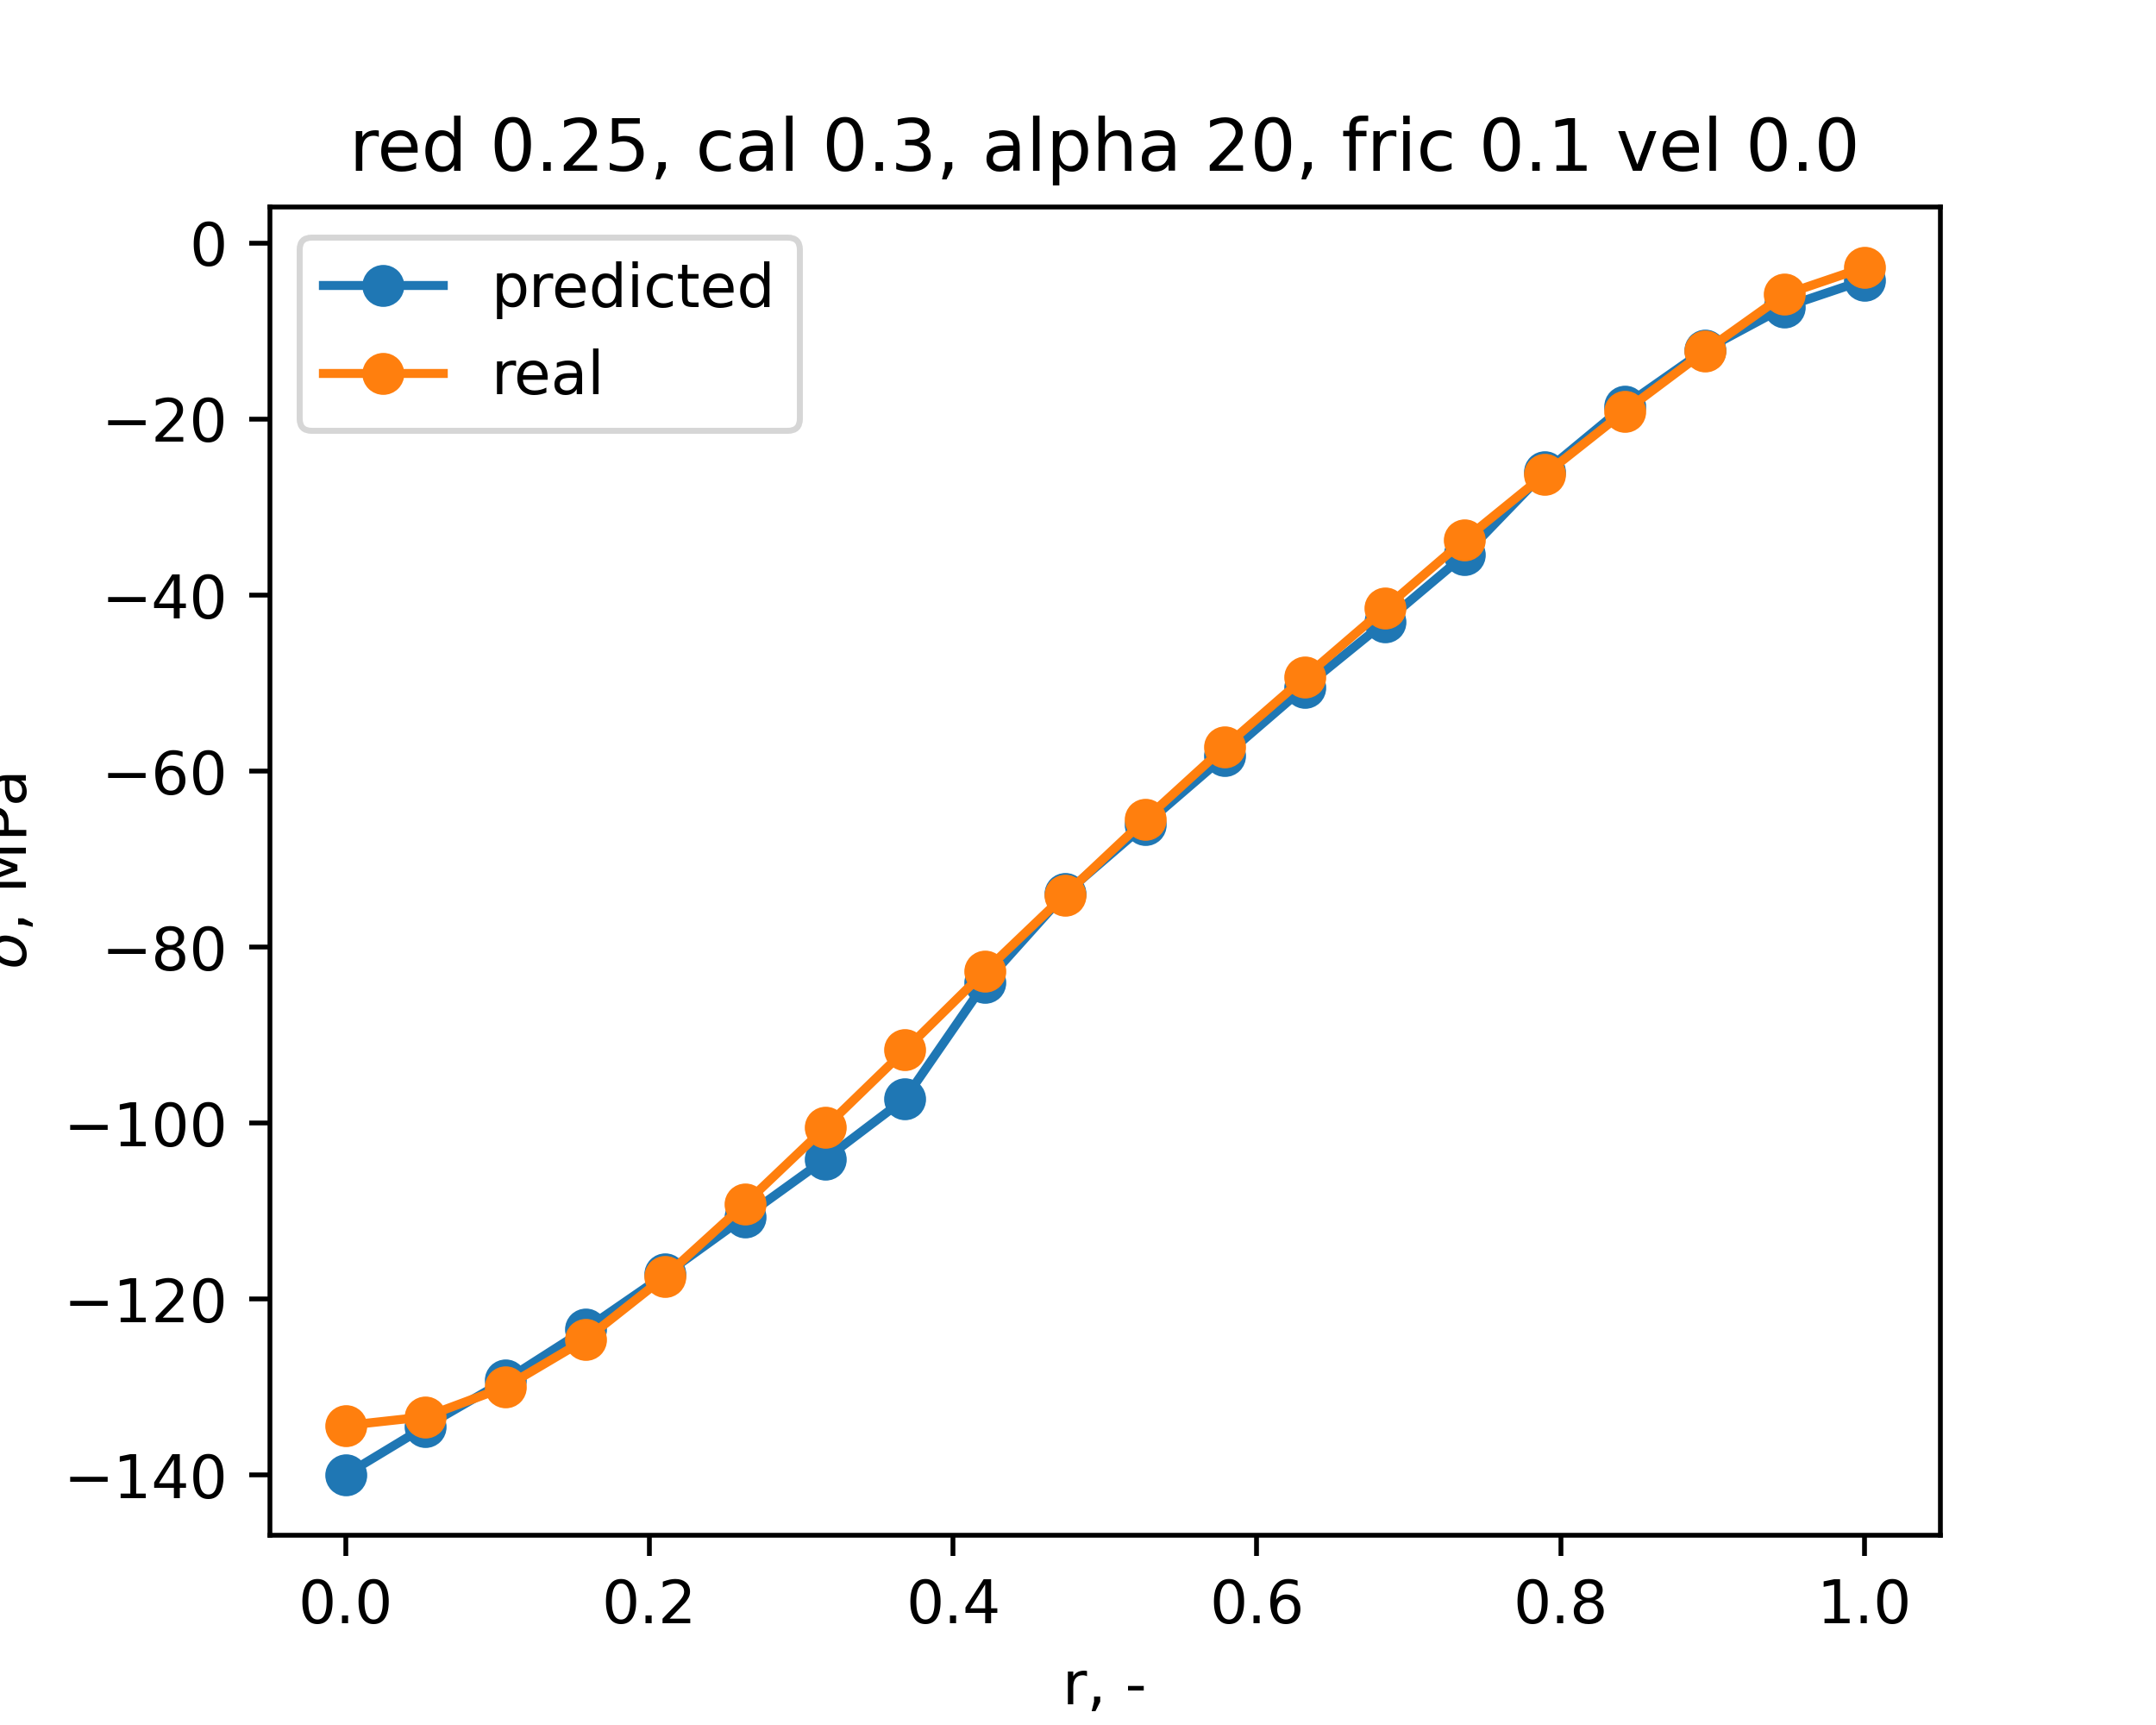 red 0.25, cal 0.3, alpha 20, fric 0.1 vel 0.0
predicted
real
0
−20
−40
−60
−80
−100
−120
−140
, MPa
0.0 0.2 0.4 0.6 0.8 1.0
r, -